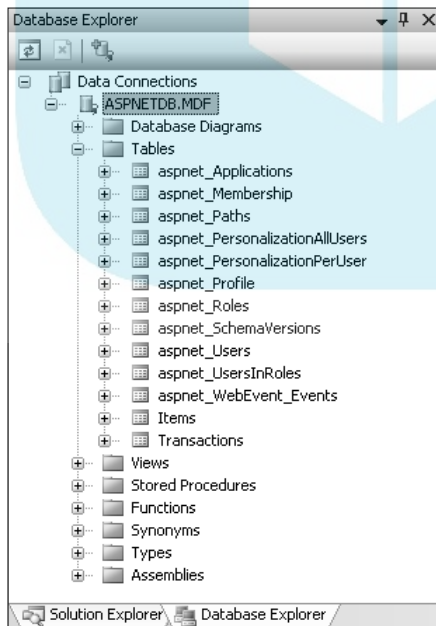 Database Explorer
Data Connections
ASPNETDB.MDF
Database Diagrams
Tables
aspnet_Applications
aspnet_Membership
aspnet_Paths
aspnet_PersonalizationAllUsers
aspnet_PersonalizationPerUser
aspnet_Profile
aspnet_Roles
aspnet_SchemaVersions
aspnet_Users
aspnet_UsersInRoles
aspnet_WebEvent_Events
Items
Transactions
Views
Stored Procedures
Functions
Synonyms
Types
Assemblies
Solution Explorer Database Explorer